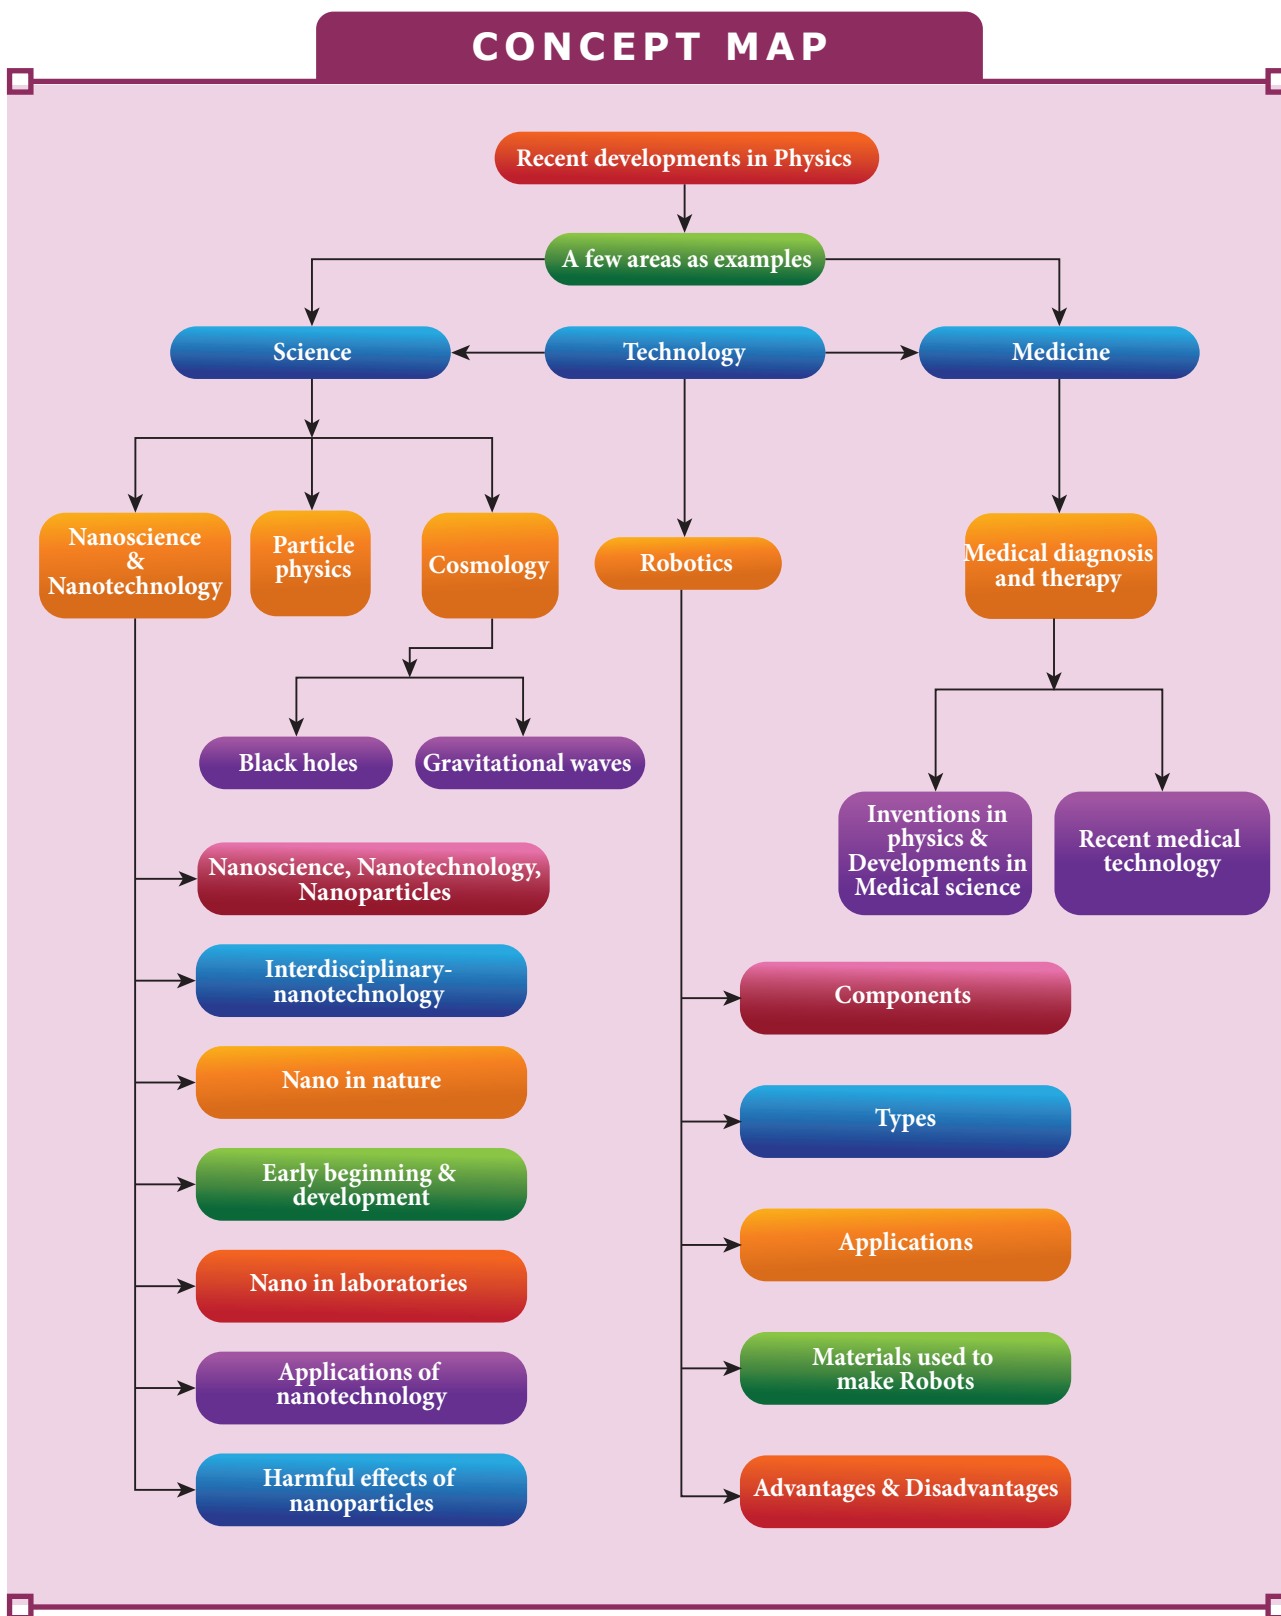 CONCEPT MAP
Recent developments in Physics
A few areas as examples
Science
Technology
Medicine
Nanoscience
&
Nanotechnology
Particle
physics
Cosmology
Robotics
Medical diagnosis
and therapy
Black holes
Gravitational waves
Inventions in
physics &
Developments in
Medical science
Recent medical
technology
Nanoscience, Nanotechnology,
Nanoparticles
Interdisciplinary-
nanotechnology
Nano in nature
Early beginning &
development
Nano in laboratories
Applications of
nanotechnology
Harmful effects of
nanoparticles
Components
Types
Applications
Materials used to
make Robots
Advantages & Disadvantages